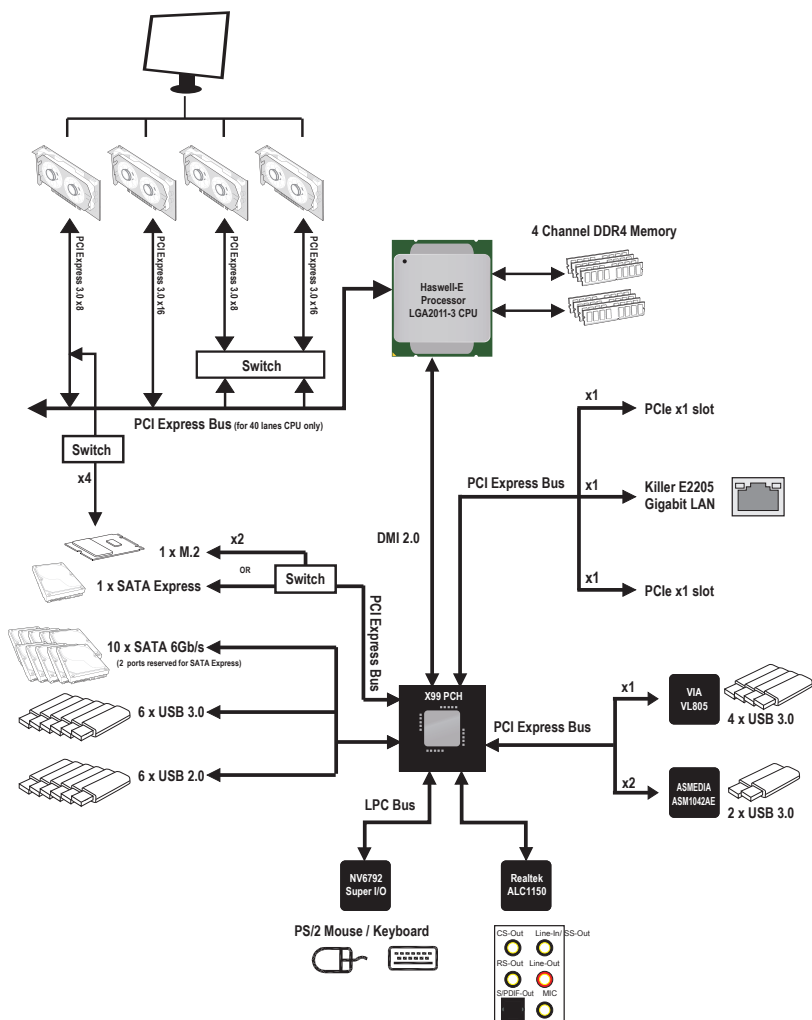 PCI Express 3.0 x8
PCI Express 3.0 x16
PCI Express 3.0 x8
PCI Express 3.0 x16
4 Channel DDR4 Memory
Haswell-E
Processor
LGA2011-3 CPU
Switch
PCI Express Bus (for 40 lanes CPU only)
Switch
x4
x1
PCIe x1 slot
PCI Express Bus
x1
Killer E2205
Gigabit LAN
DMI 2.0
1 x M.2
x2
OR
Switch
1 x SATA Express
x1
PCIe x1 slot
PCI Express Bus
10 x SATA 6Gb/s
(2 ports reserved for SATA Express)
X99 PCH
x1
VIA
VL805
4 x USB 3.0
6 x USB 3.0
PCI Express Bus
6 x USB 2.0
x2
ASMEDIA
ASM1042AE
2 x USB 3.0
LPC Bus
NV6792
Super I/O
Realtek
ALC1150
PS/2 Mouse / Keyboard
CS-Out
Line-In/ SS-Out
RS-Out
Line-Out
S/PDIF-Out
MIC